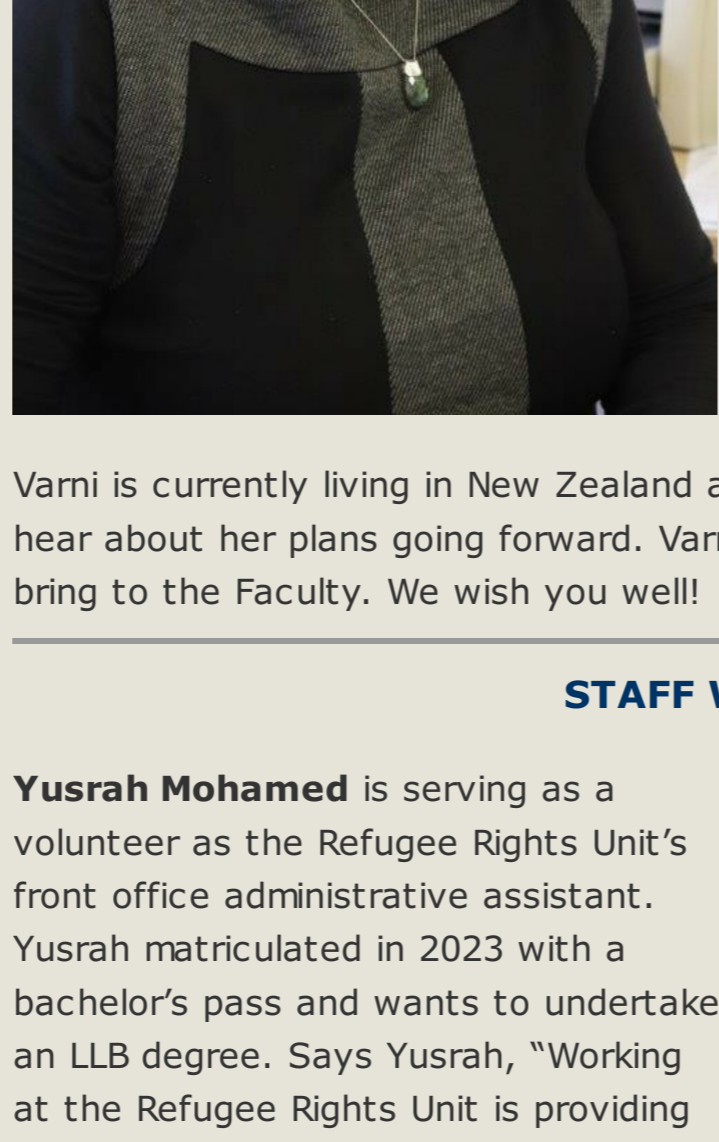 Varni is currently living in New Zealand
hear about her plans going forward.
bring to the Faculty. We wish you well!
STAFF
Yusrah Mohamed is serving as a
volunteer as the Refugee Rights Unit’s
front office administrative assistant.
Yusrah matriculated in 2023 with a
bachelor’s pass and wants to undertake
an LLB degree. Says Yusrah, “Working
at the Refugee Rights Unit is providing